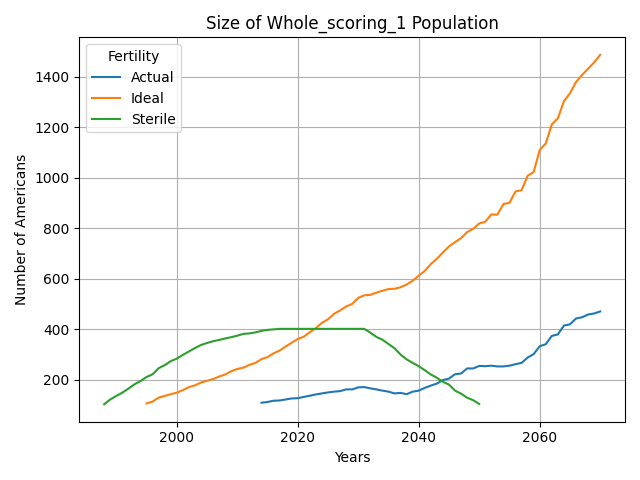 Size of Whole_scoring_1 Population
Fertility
Actual
Ideal
Sterile
Number of Americans
1400
1200
1000
800
600
400
200
2000
2020
2040
2060
Years